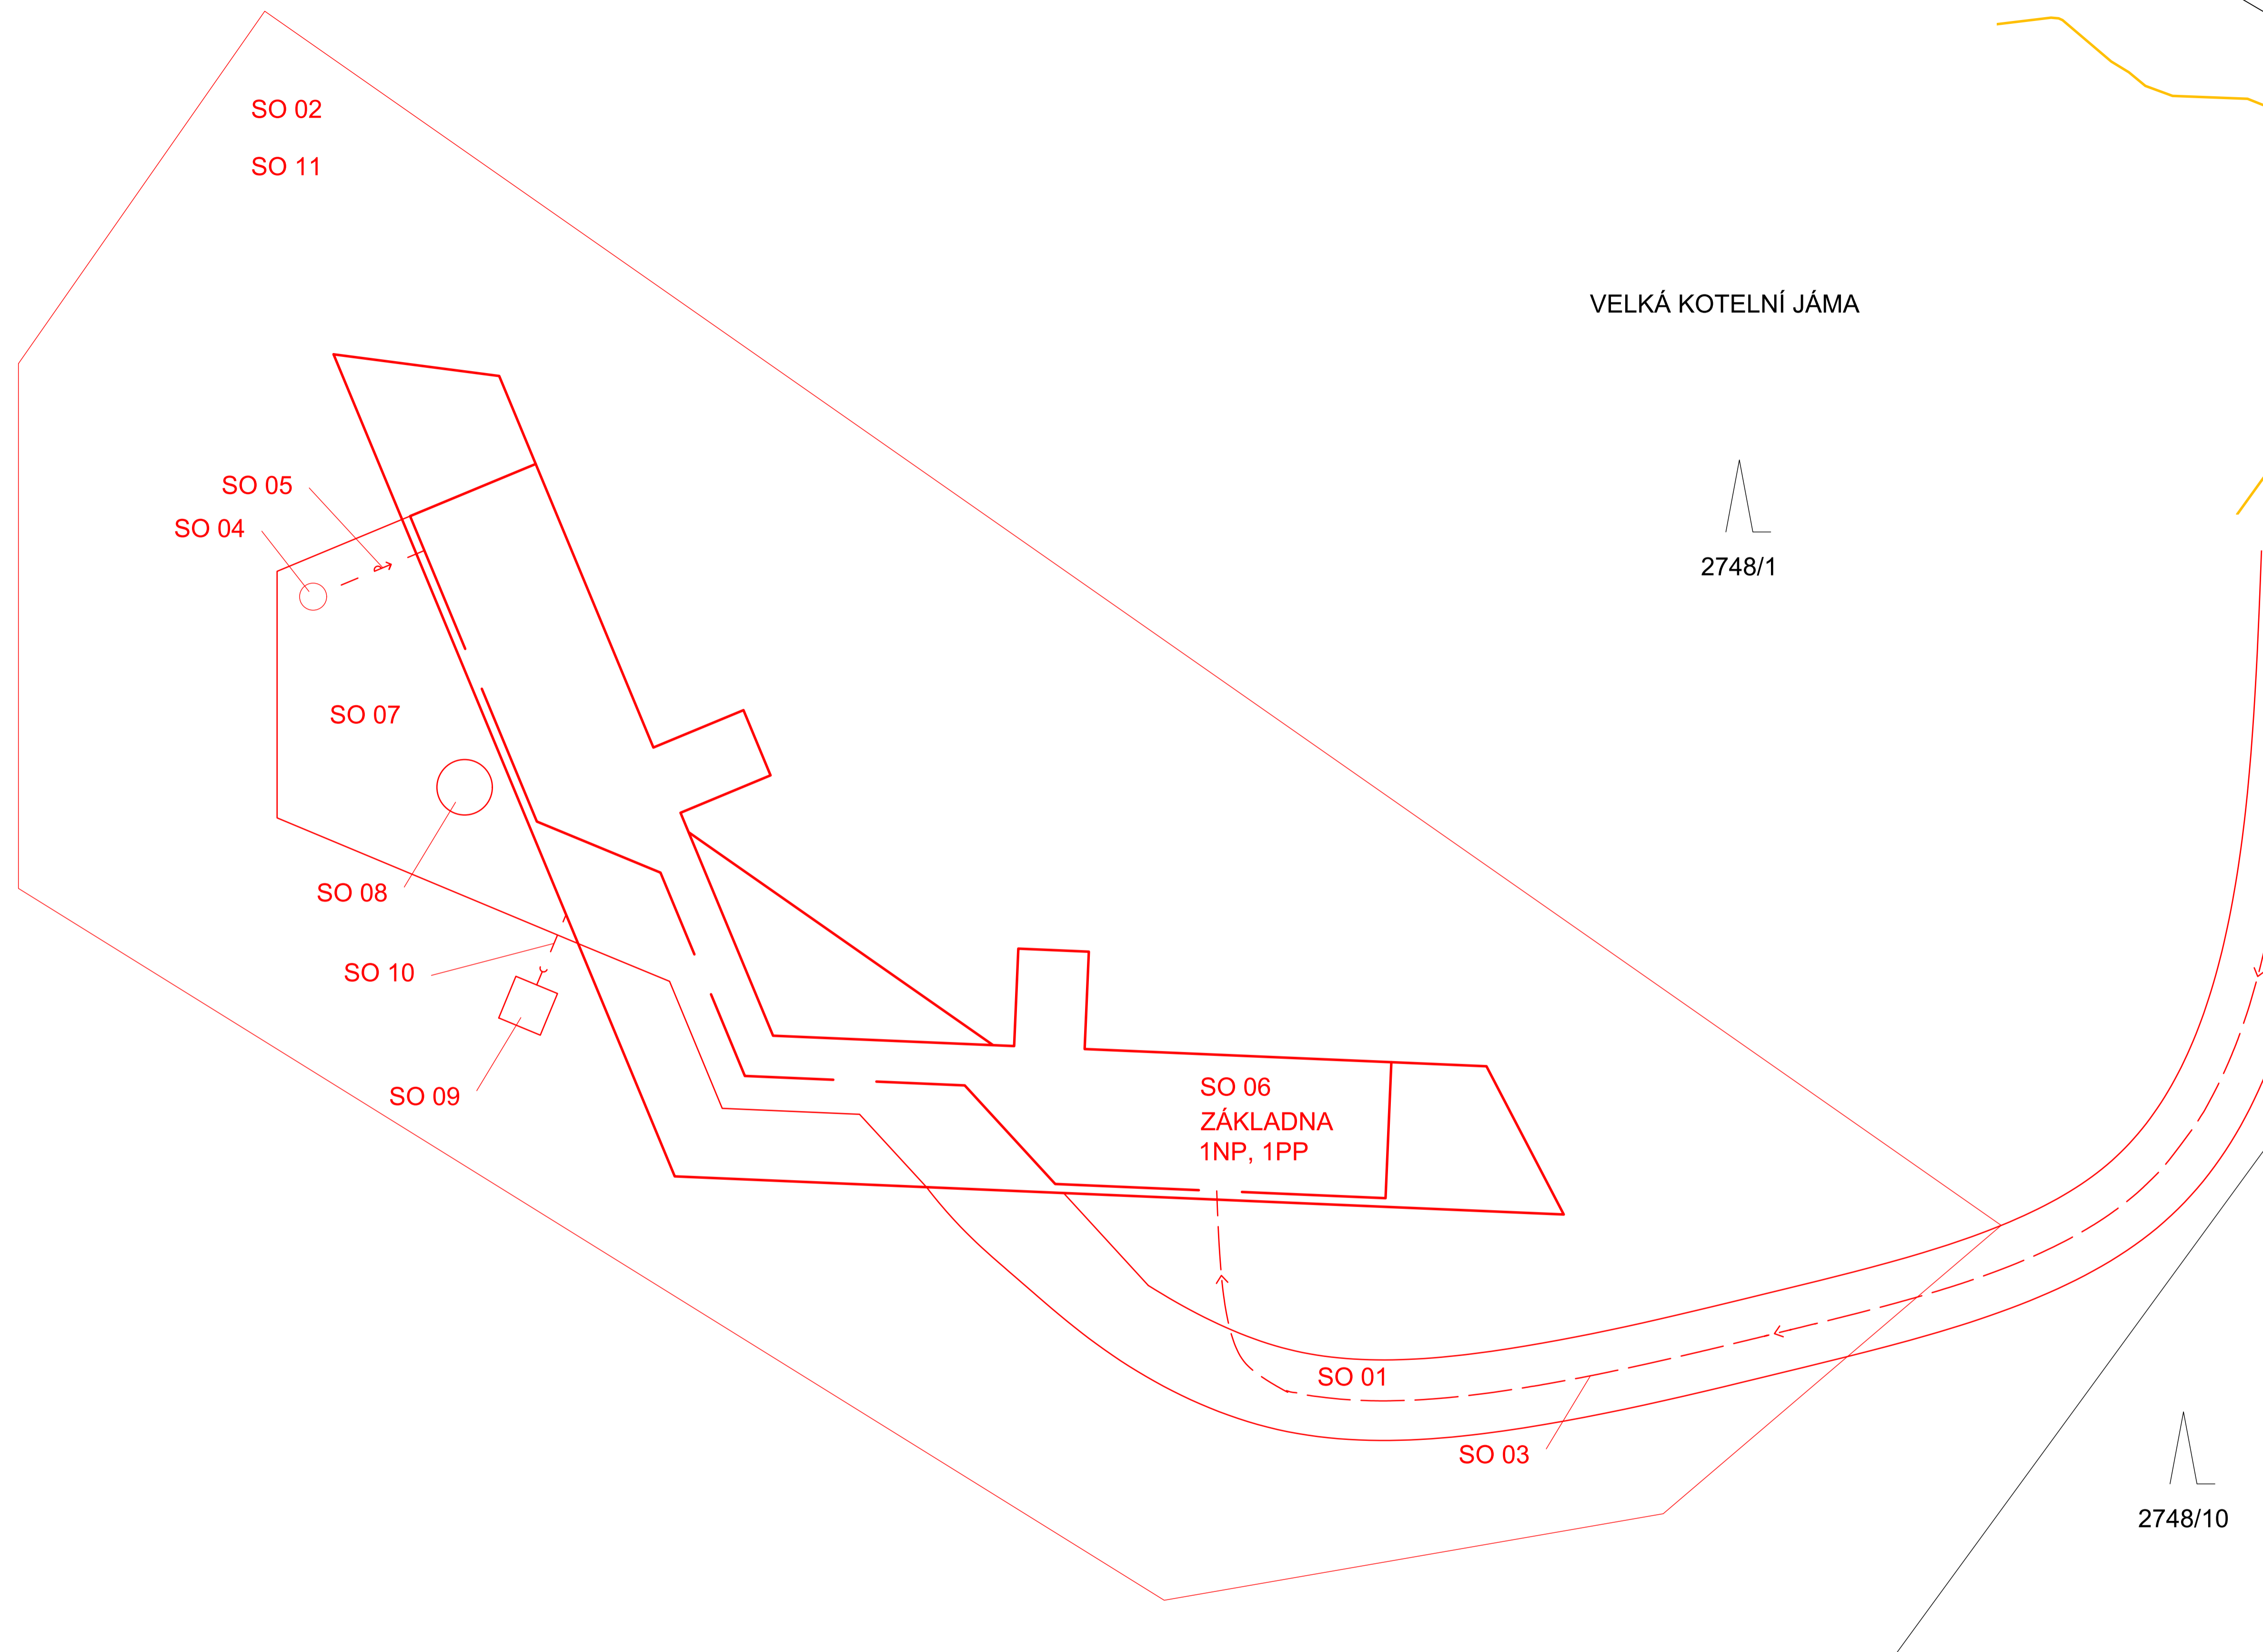 SO 02
SO 11
VELKÁ KOTELNÍ JÁMA
SO 05
SO 04
2748/1
SO 07
SO 08
SO 10
SO 09
SO 06
ZÁKLADNA
1NP, 1PP
SO 01
SO 03
2748/10